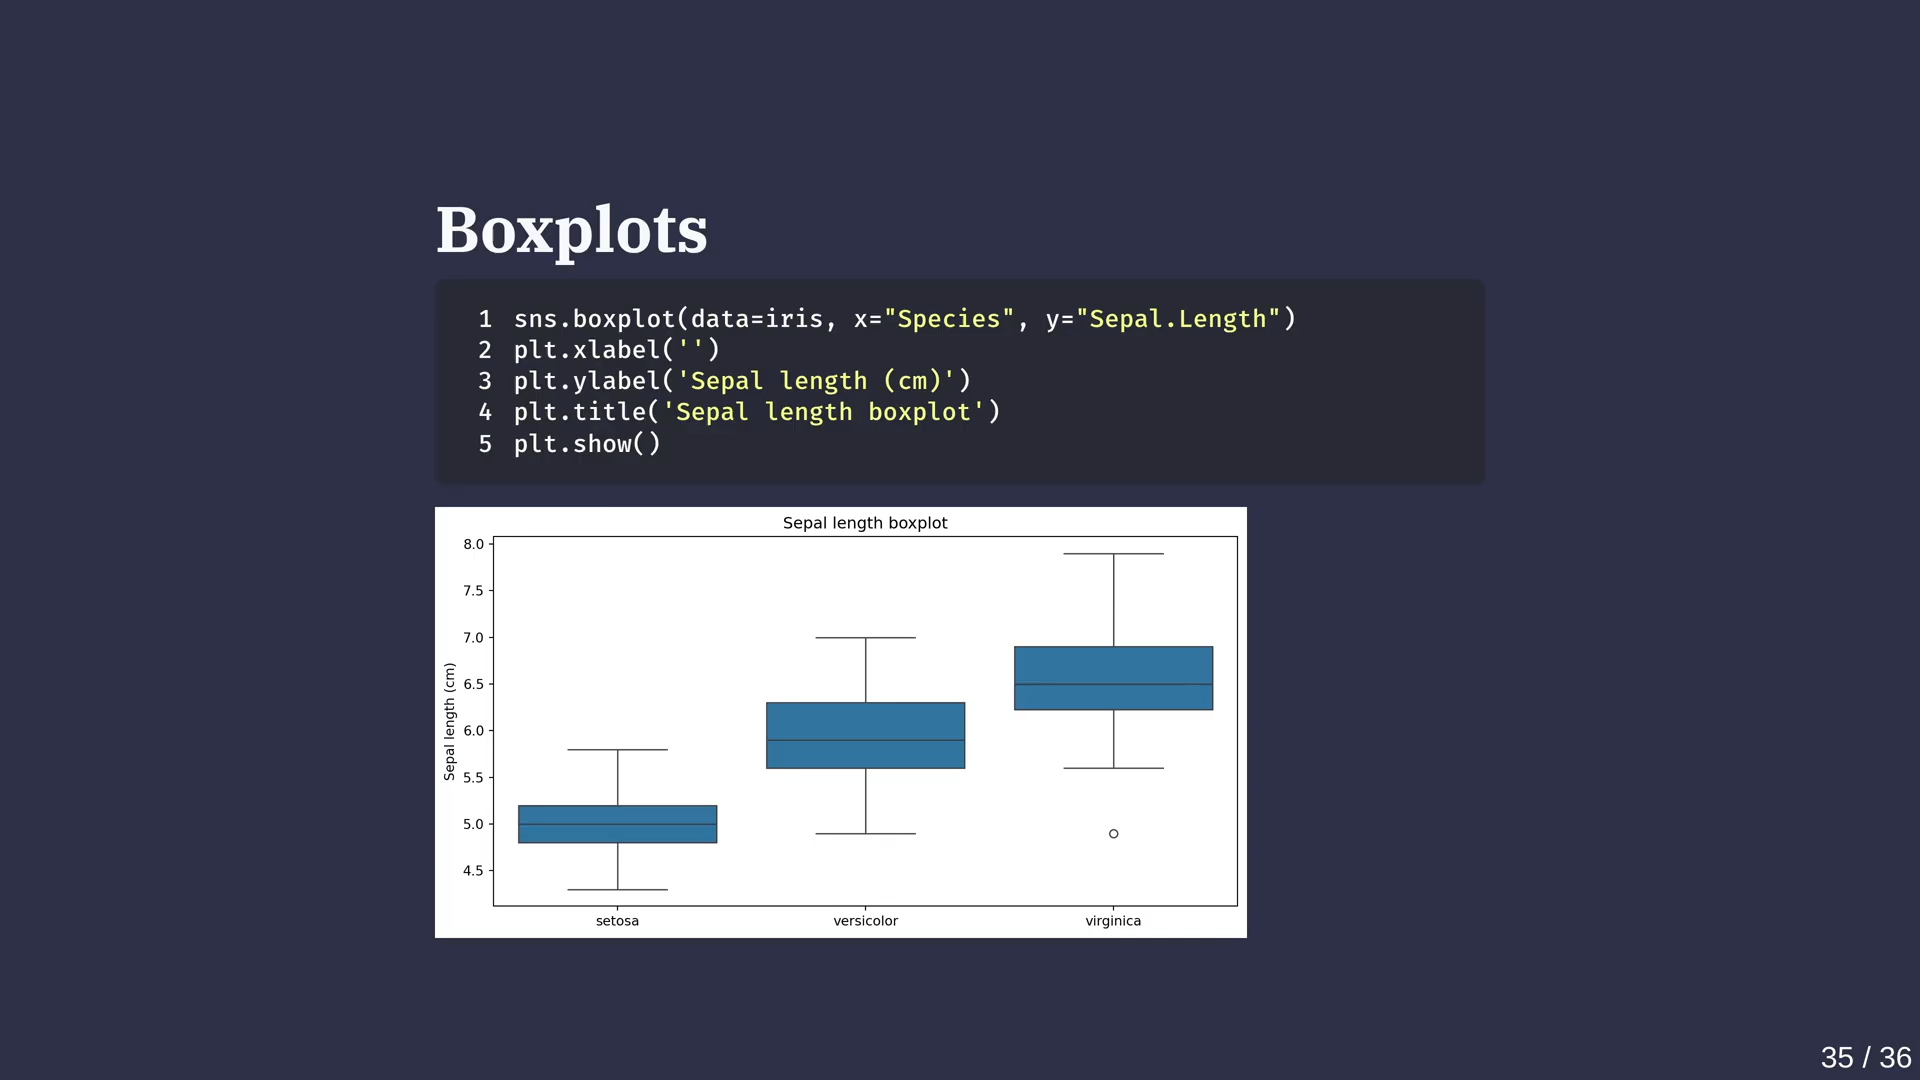 Boxplots
1 sns.boxplot(data=iris, x="Species", y="Sepal.Length")
2 plt.xlabel('')
3 plt.ylabel('Sepal length (cm)')
4 plt.title('Sepal length boxplot')
5 plt.show()
Sepal length boxplot
8.0
7.5
7.0
6.5
6.0
5.5
5.0
4.5
Sepal length (cm)
setosa versicolor virginica
35 / 36